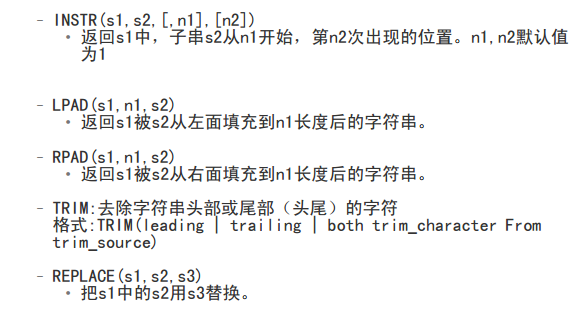 – INSTR(s1,s2,[,n1],[n2])
• 返回s1中，子串s2从n1开始，第n2次出现的位置。n1,n2默认值
为1
– LPAD(s1,n1,s2)
• 返回s1被s2从左面填充到n1长度后的字符串。
– RPAD(s1,n1,s2)
• 返回s1被s2从右面填充到n1长度后的字符串。
– TRIM:去除字符串头部或尾部（头尾）的字符
格式:TRIM(leading | trailing | both trim_character From
trim_source)
– REPLACE(s1,s2,s3)
• 把s1中的s2用s3替换。